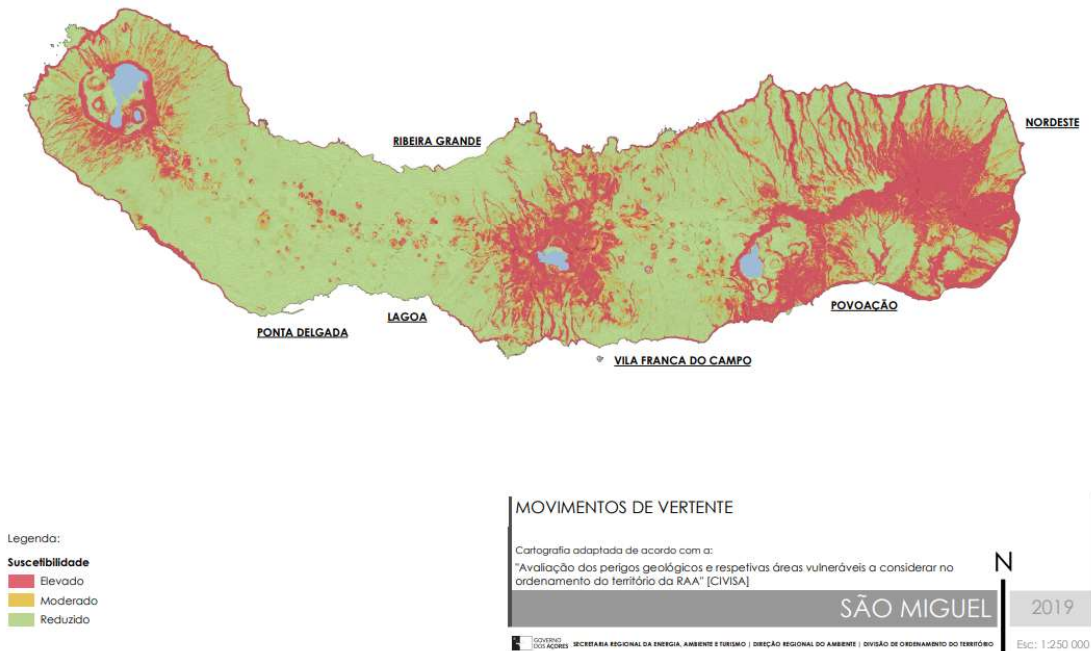 NORDESTE
RIBEIRA GRANDE
POVOAÇÃO
LAGOA
PONTA DELGADA
VILA FRANCA DO CAMPO
Legenda:
Suscetibilidade
Elevado
Moderado
Reduzido
MOVIMENTOS DE VERTENTE
Cartografia adaptada de acordo com a:
"Avaliação dos perigos geológicos e respetivas áreas vulneráveis a considerar no
ordenamento do território da RAA" [CIVISA]
N
SÃO MIGUEL
2019
GOVERNO
DOS AÇORES
SECRETARIA REGIONAL DA ENERGIA, AMBIENTE E TURISMO | DIREÇÃO REGIONAL DO AMBIENTE | DIVISÃO DE ORDENAMENTO DO TERRITÓRIO
Esc: 1:250 000